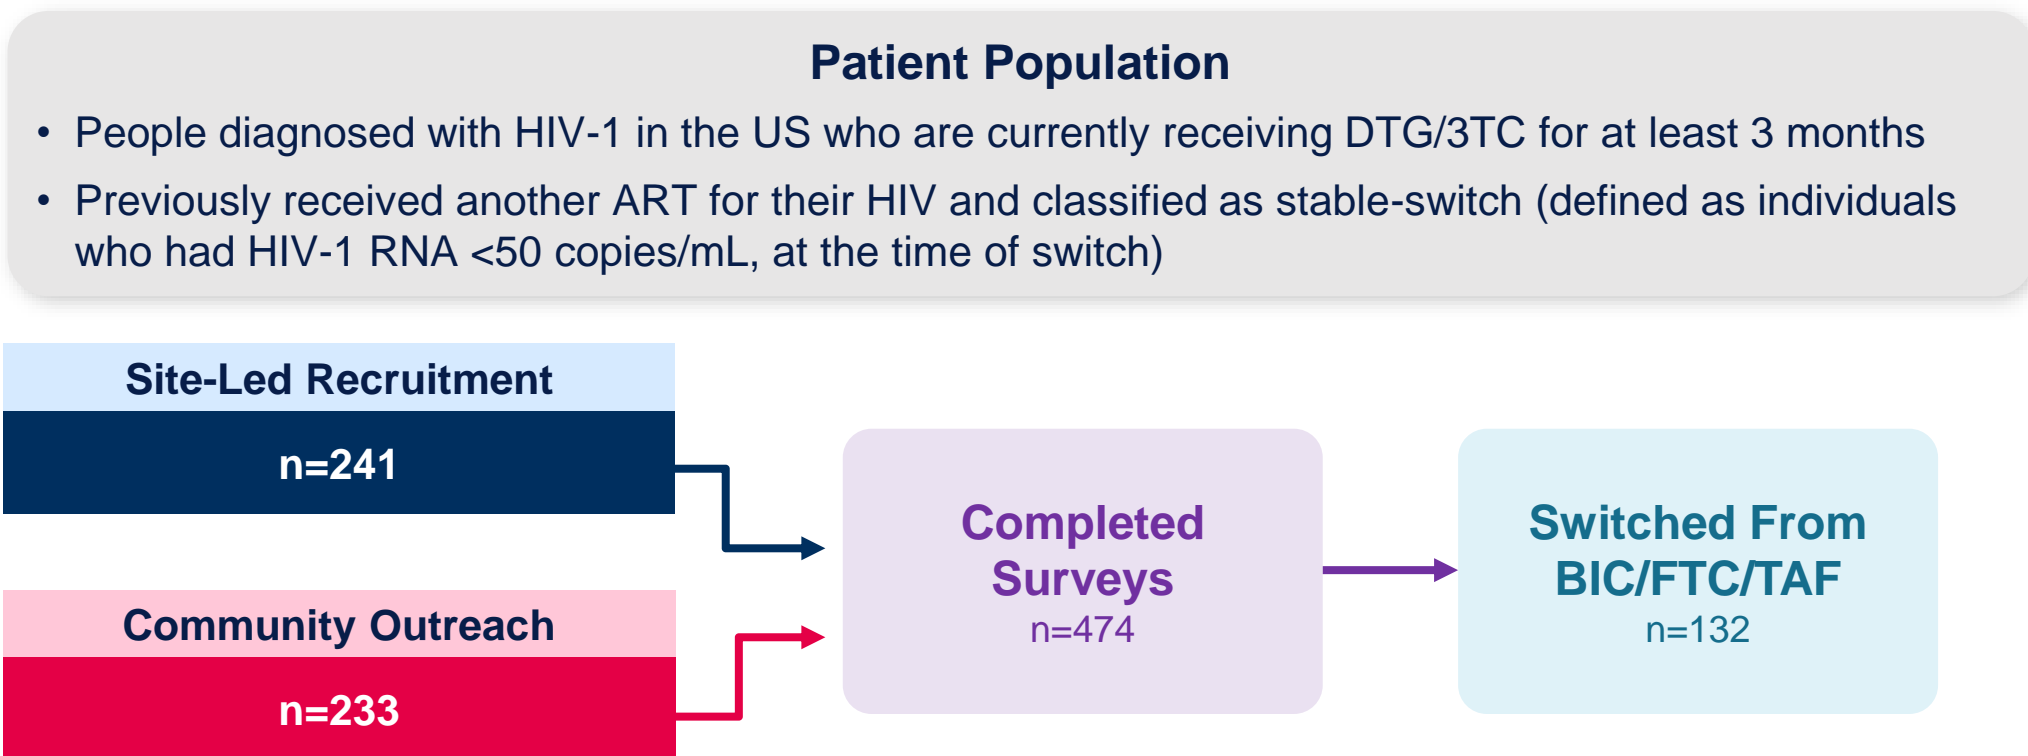 Patient Population
• People diagnosed with HIV-1 in the US who are currently receiving DTG/3TC for at least 3 months
• Previously received another ART for their HIV and classified as stable-switch (defined as individuals
who had HIV-1 RNA <50 copies/mL, at the time of switch)
Site-Led Recruitment
n=241
Community Outreach
n=233
Completed
Surveys
n=474
Switched From
BIC/FTC/TAF
n=132